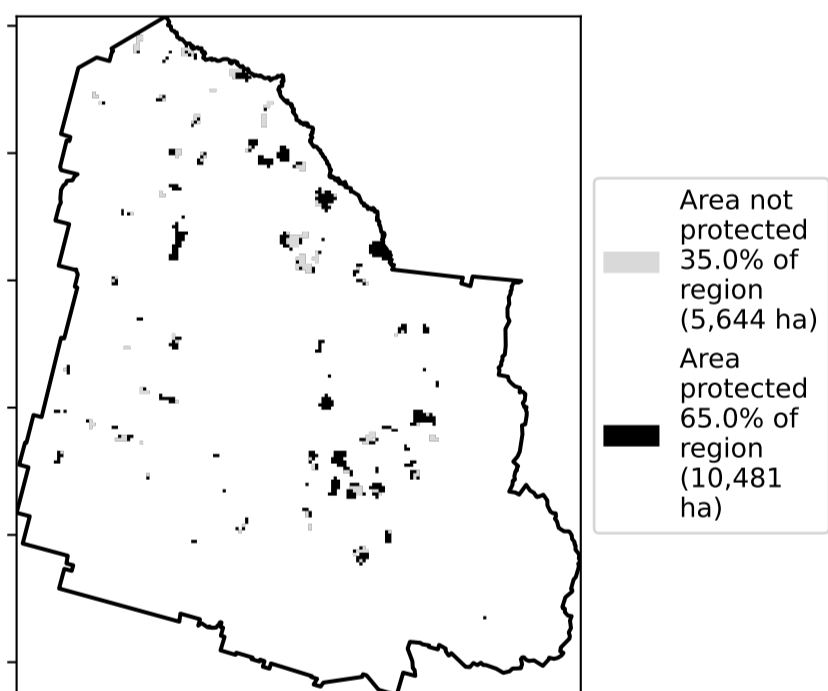 Area not
protected
35.0% of
region
(5,644 ha)
Area
protected
65.0% of
region
(10,481
ha)